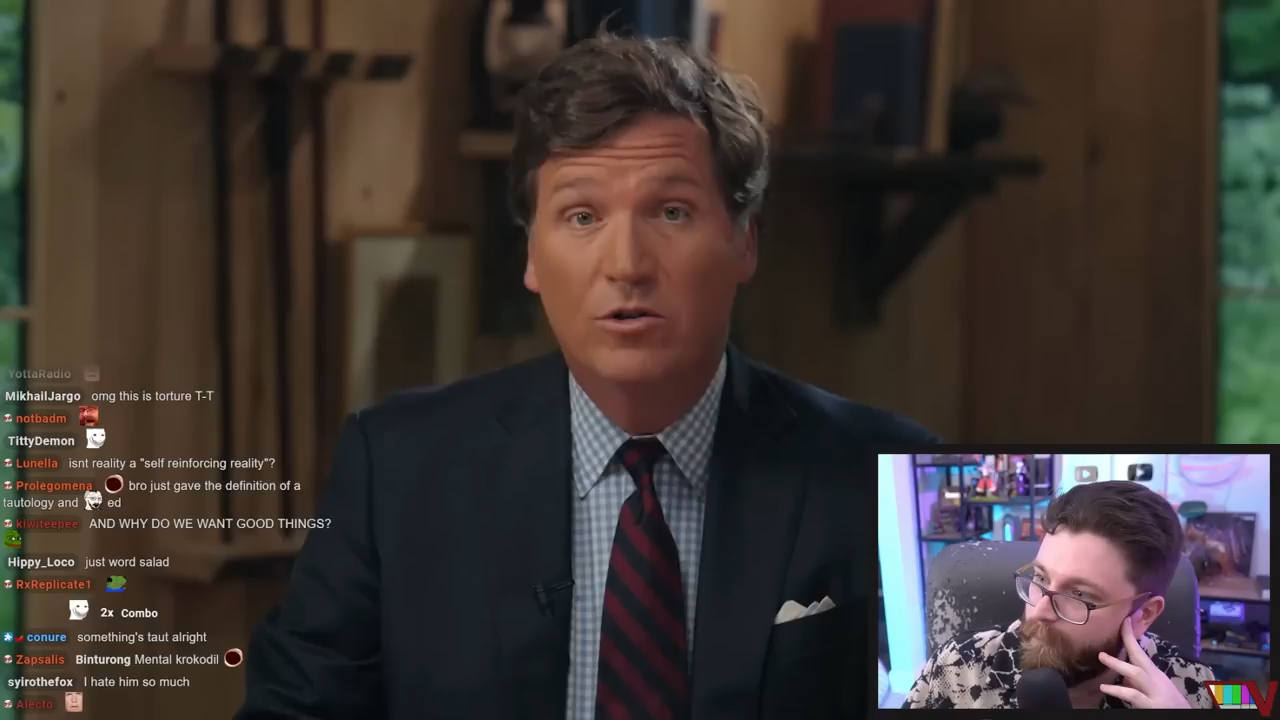 YottaRadio
MikhailJargo omg this is torture T-T
notbadm
TittyDemon
Lunella isnt reality a "self reinforcing reality"?
Prolegomena bro just gave the definition of a
tautology and ed
kiwiteepee AND WHY DO WE WANT GOOD THINGS?
Hippy_Loco just word salad
RxReplicate1
2x Combo
conure something's taut alright
Zapsalis Binturong Mental krokodil
syirothefox I hate him so much
Alecto